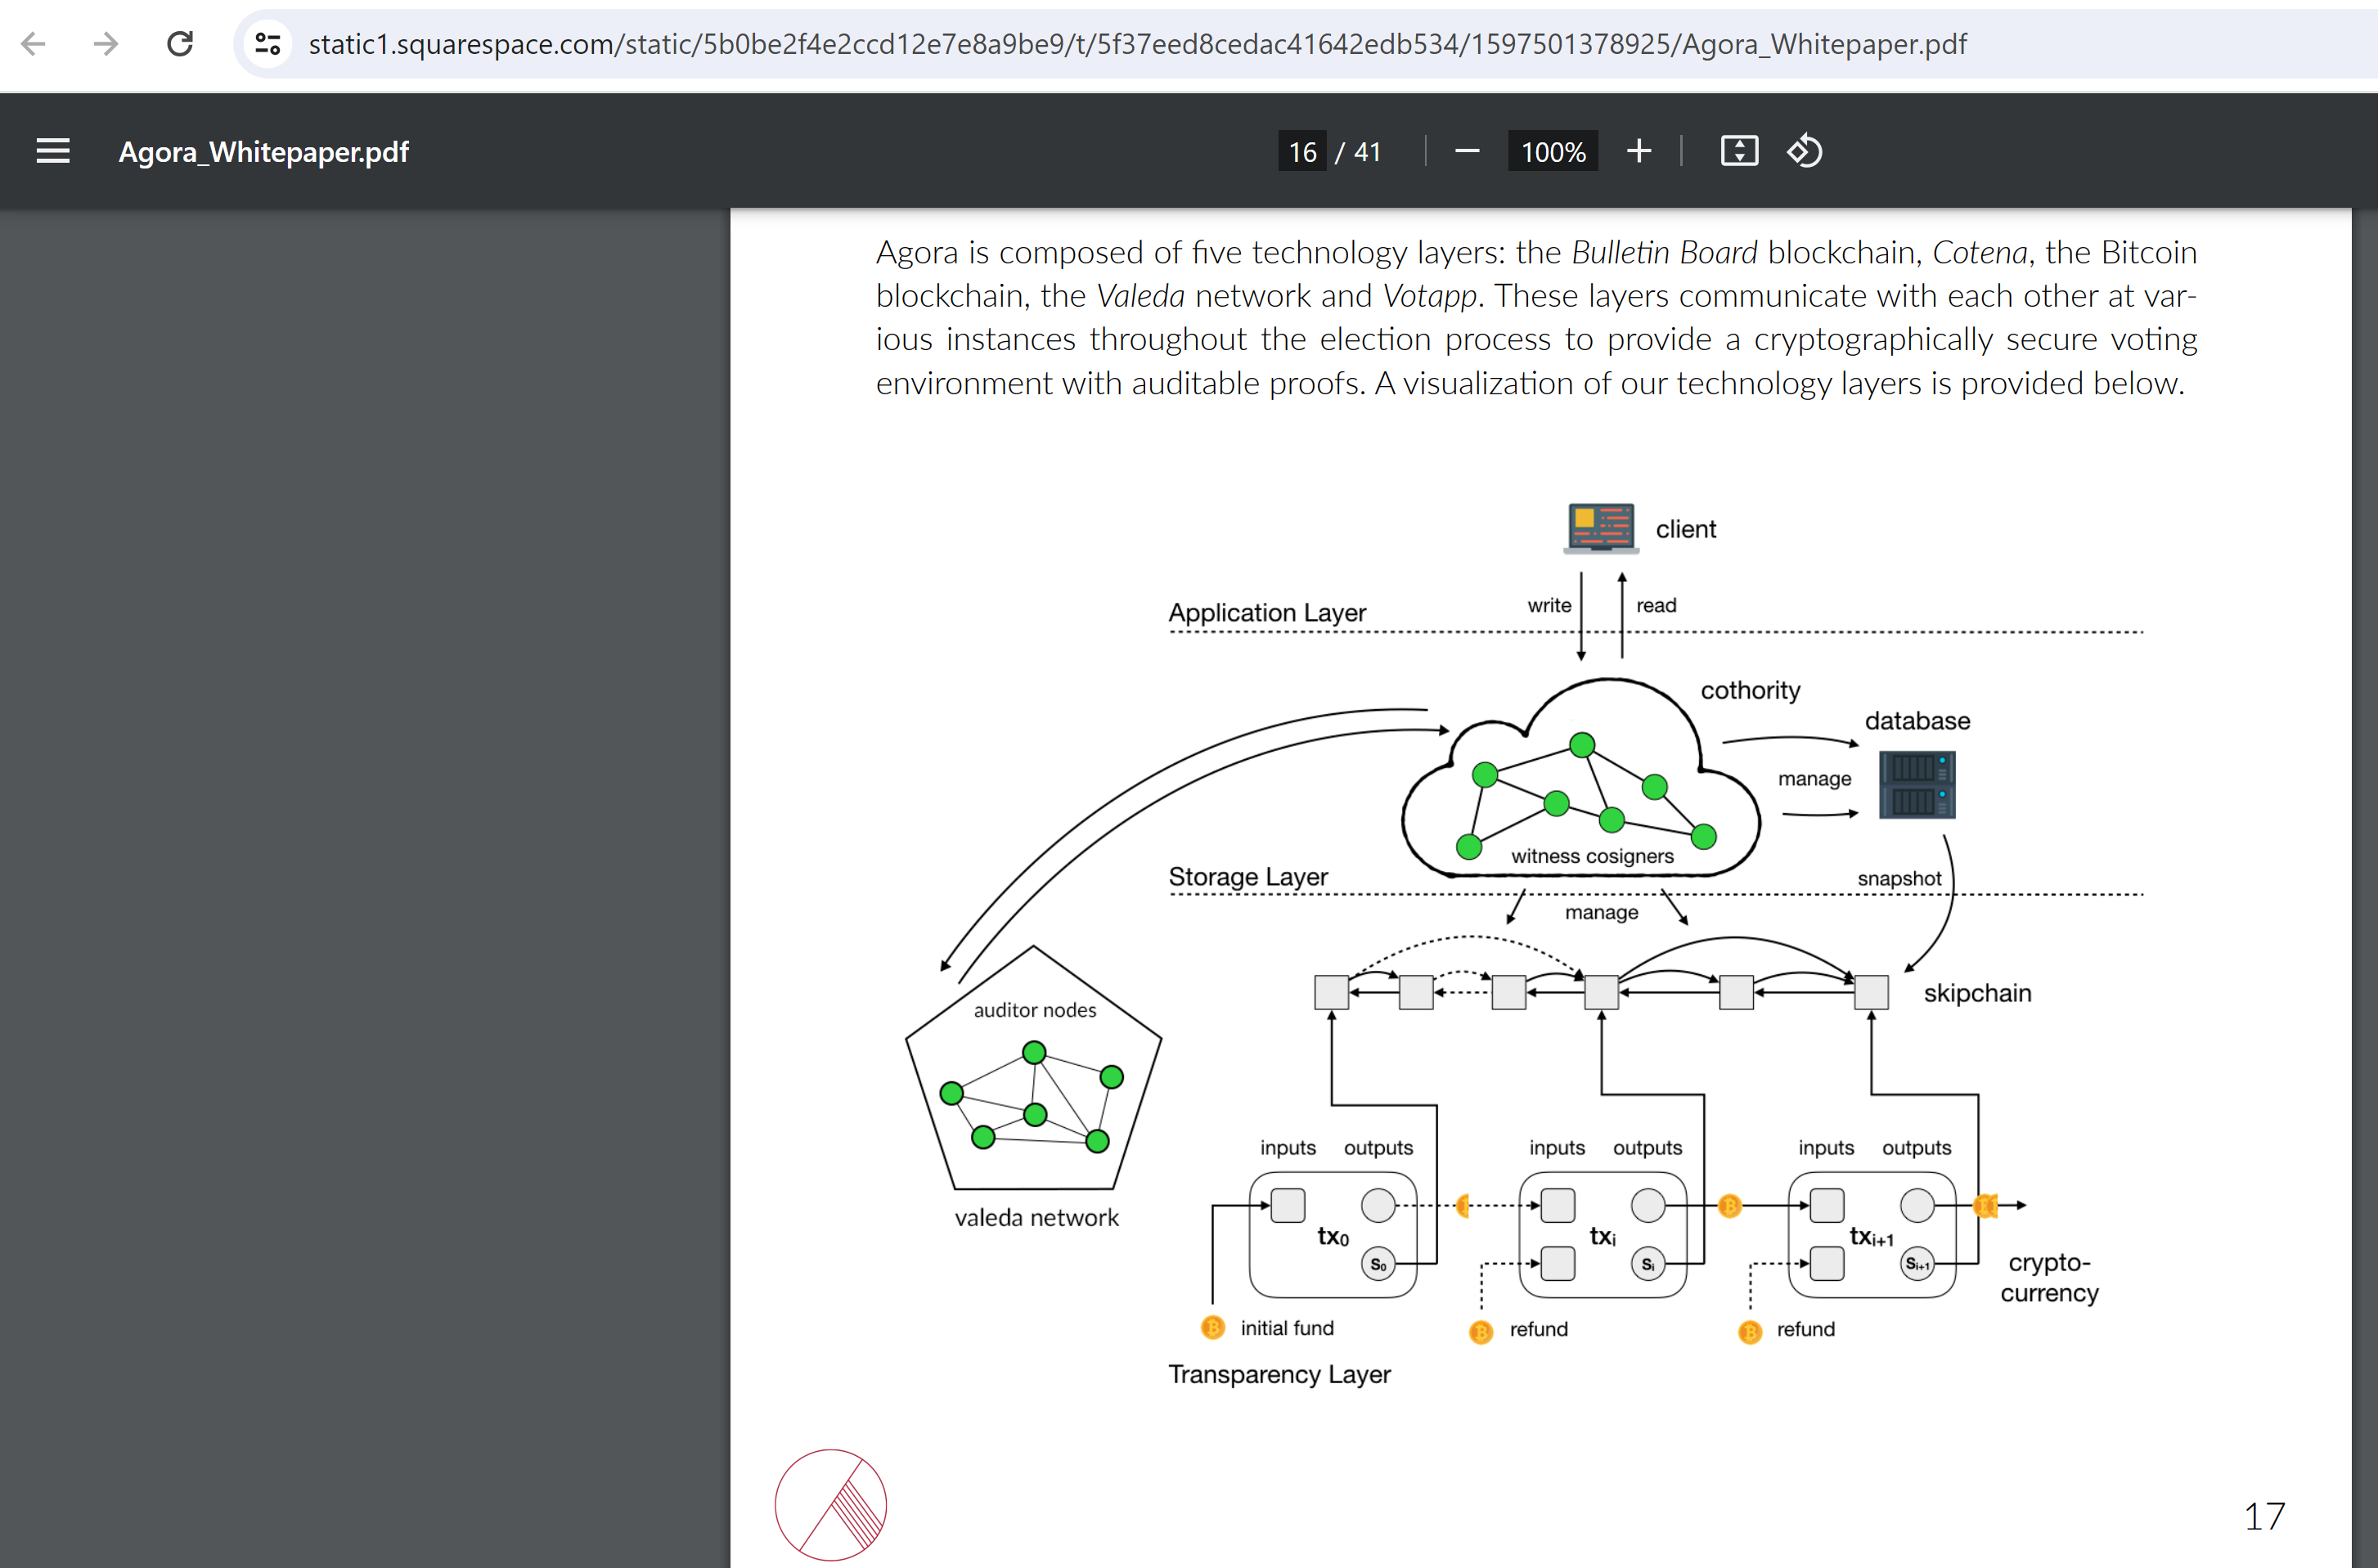 static1.squarespace.com/static/5b0be2f4e2ccd12e7e8a9be9/t/5f37eed8cedac41642edb534/1597501378925/Agora_Whitepaper.pdf
Agora_Whitepaper.pdf
16 / 41
100%
Agora is composed of five technology layers: the Bulletin Board blockchain, Cotena, the Bitcoin
blockchain, the Valeda network and Votapp. These layers communicate with each other at var-
ious instances throughout the election process to provide a cryptographically secure voting
environment with auditable proofs. A visualization of our technology layers is provided below.
client
write
read
Application Layer
cothority
database
manage
witness cosigners
Storage Layer
snapshot
manage
skipchain
auditor nodes
valeda network
inputs outputs
inputs outputs
inputs outputs
tx0
txi
txi+1
S0
Si
Si+1
crypto-
currency
initial fund
refund
refund
Transparency Layer
17